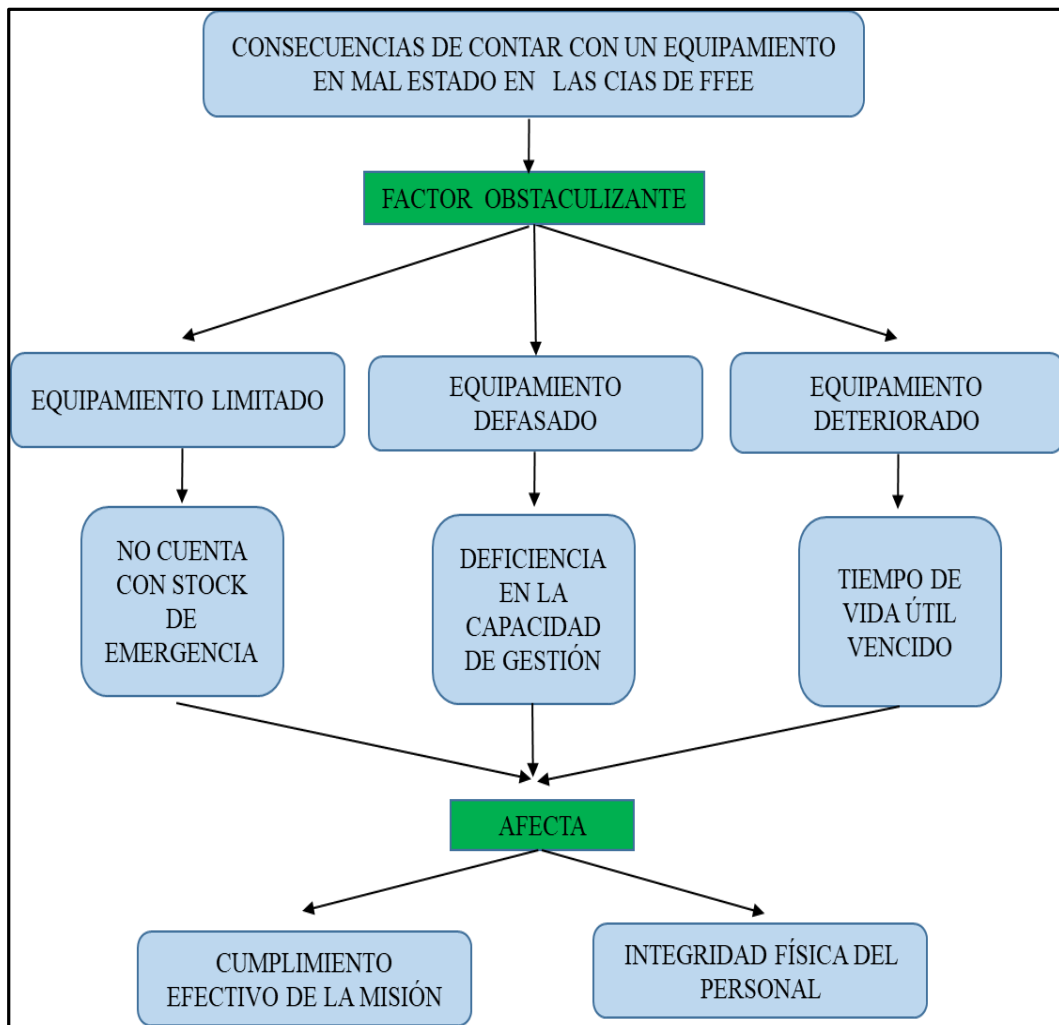 CONSECUENCIAS DE CONTAR CON UN EQUIPAMIENTO
EN MAL ESTADO EN LAS CIAS DE FFEE
FACTOR OBSTACULIZANTE
EQUIPAMIENTO LIMITADO
EQUIPAMIENTO
DEFASADO
EQUIPAMIENTO
DETERIORADO
NO CUENTA
CON STOCK
DE
EMERGENCIA
DEFICIENCIA
EN LA
CAPACIDAD
DE GESTIÓN
TIEMPO DE
VIDA ÚTIL
VENCIDO
AFECTA
CUMPLIMIENTO
EFECTIVO DE LA MISIÓN
INTEGRIDAD FÍSICA DEL
PERSONAL